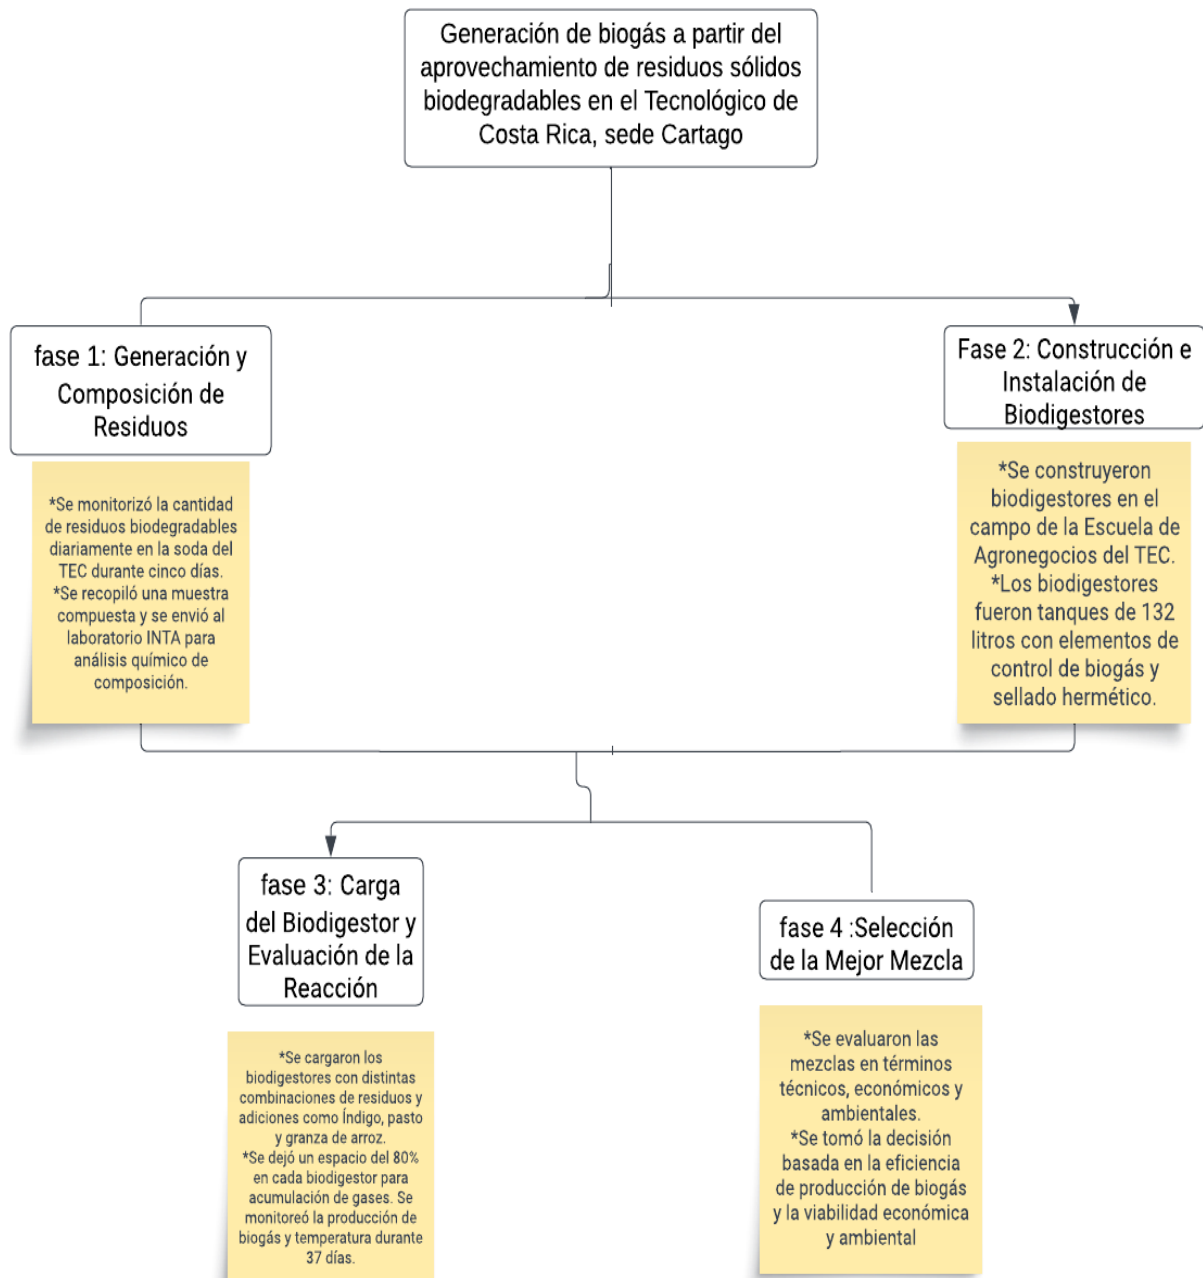 Generación de biogás a partir del
aprovechamiento de residuos sólidos
biodegradables en el Tecnológico de
Costa Rica, sede Cartago
fase 1: Generación y
Composición de
Residuos
*Se monitorizó la cantidad
de residuos biodegradables
diariamente en la soda del
TEC durante cinco días.
*Se recopiló una muestra
compuesta y se envió al
laboratorio INTA para
análisis químico de
composición.
Fase 2: Construcción e
Instalación de
Biodigestores
*Se construyeron
biodigestores en el
campo de la Escuela de
Agronegocios del TEC.
*Los biodigestores
fueron tanques de 132
litros con elementos de
control de biogás y
sellado hermético.
fase 3: Carga
del Biodigestor y
Evaluación de la
Reacción
*Se cargaron los
biodigestores con distintas
combinaciones de residuos y
adiciones como Índigo, pasto
y granza de arroz.
*Se dejó un espacio del 80%
en cada biodigestor para
acumulación de gases. Se
monitoreó la producción de
biogás y temperatura durante
37 días.
fase 4 :Selección
de la Mejor Mezcla
*Se evaluaron las
mezclas en términos
técnicos, económicos y
ambientales.
*Se tomó la decisión
basada en la eficiencia
de producción de biogás
y la viabilidad económica
y ambiental